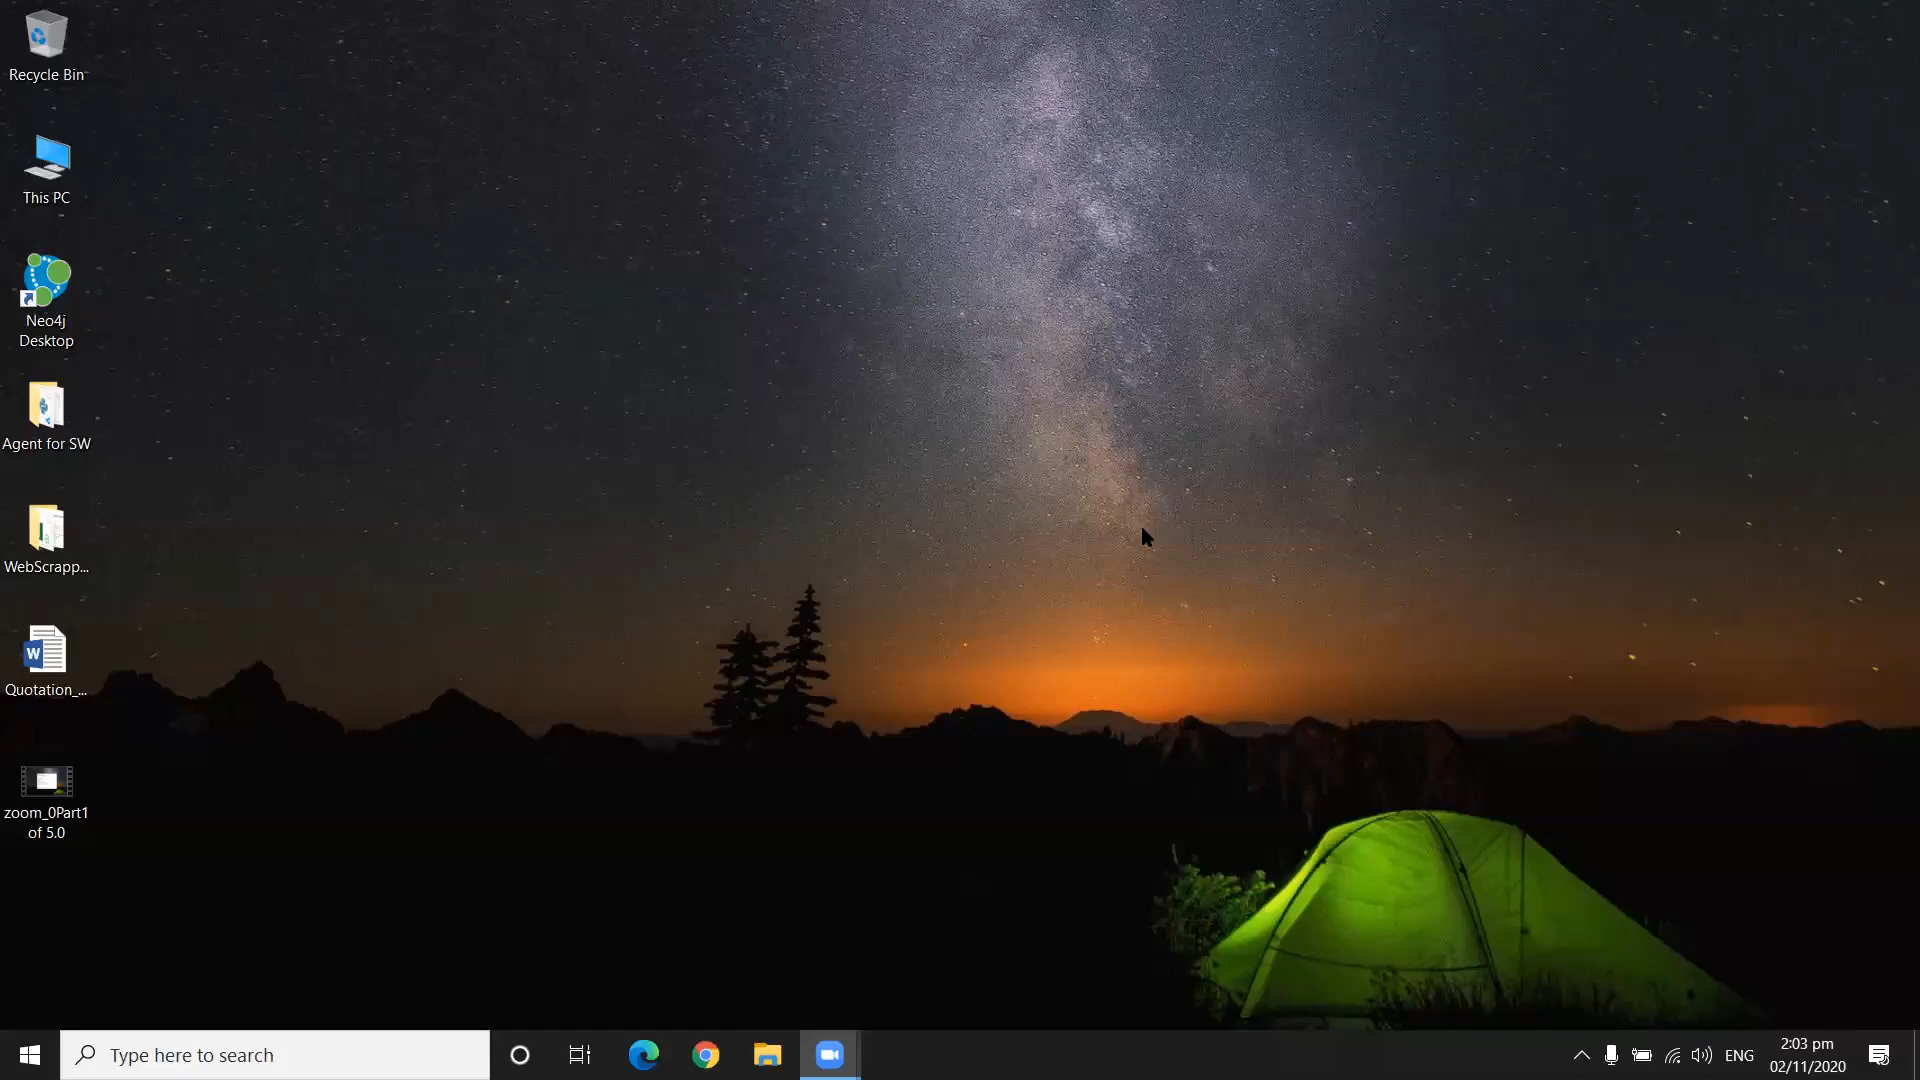 Recycle Bin
This PC
Neo4j
Desktop
Agent for SW
WebScrapp...
W
Quotation_...
zoom_0Part1
of 5.0
Type here to search
ENG
2:03 pm
02/11/2020